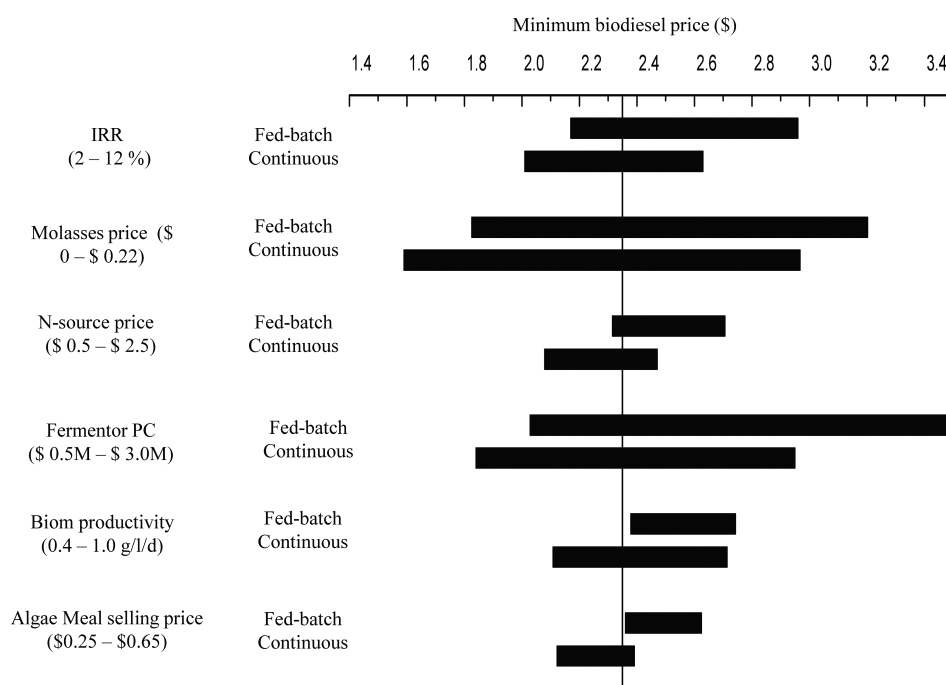 Minimum biodiesel price ($)
1.4 1.6 1.8 2.0 2.2 2.4 2.6 2.8 3.0 3.2 3.4
IRR
(2 – 12 %)
Fed-batch
Continuous
Molasses price ($
0 – $ 0.22)
Fed-batch
Continuous
N-source price
($ 0.5 – $ 2.5)
Fed-batch
Continuous
Fermentor PC
($ 0.5M – $ 3.0M)
Fed-batch
Continuous
Biom productivity
(0.4 – 1.0 g/l/d)
Fed-batch
Continuous
Algae Meal selling price
($0.25 – $0.65)
Fed-batch
Continuous